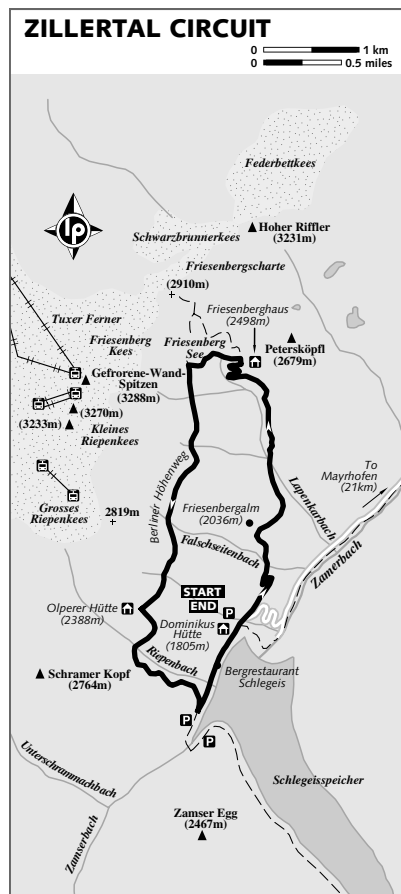 ZILLERTAL CIRCUIT
0 1 km
0 0.5 miles
Federbettkees
Hoher Riffler
(3231m)
Schwarzbrunnerkees
lp
Friesenbergscharte
(2910m)
Friesenberghaus
(2498m)
Tuxer Ferner
Friesenberg
Kees
Friesenberg
See
Petersköpfl
(2679m)
Gefrorene-Wand-
Spitzen
(3288m)
3270m)
(3233m)
Kleines
Riepenkees
To
Mayrhofen
(21km)
Grosses
Riepenkees
2819m
Berliner Höhenweg
Friesenbergalm
(2036m)
Lapenkarbach
Falschseitenbach
Zamerbach
START
END
P
Olperer Hütte
(2388m)
Dominikus
Hütte
(1805m)
Riepenbach
Bergrestaurant
Schlegeis
Schramer Kopf
(2764m)
P
P
Unterschrammachbach
Schlegeisspeicher
Zamserbach
Zamser Egg
(2467m)